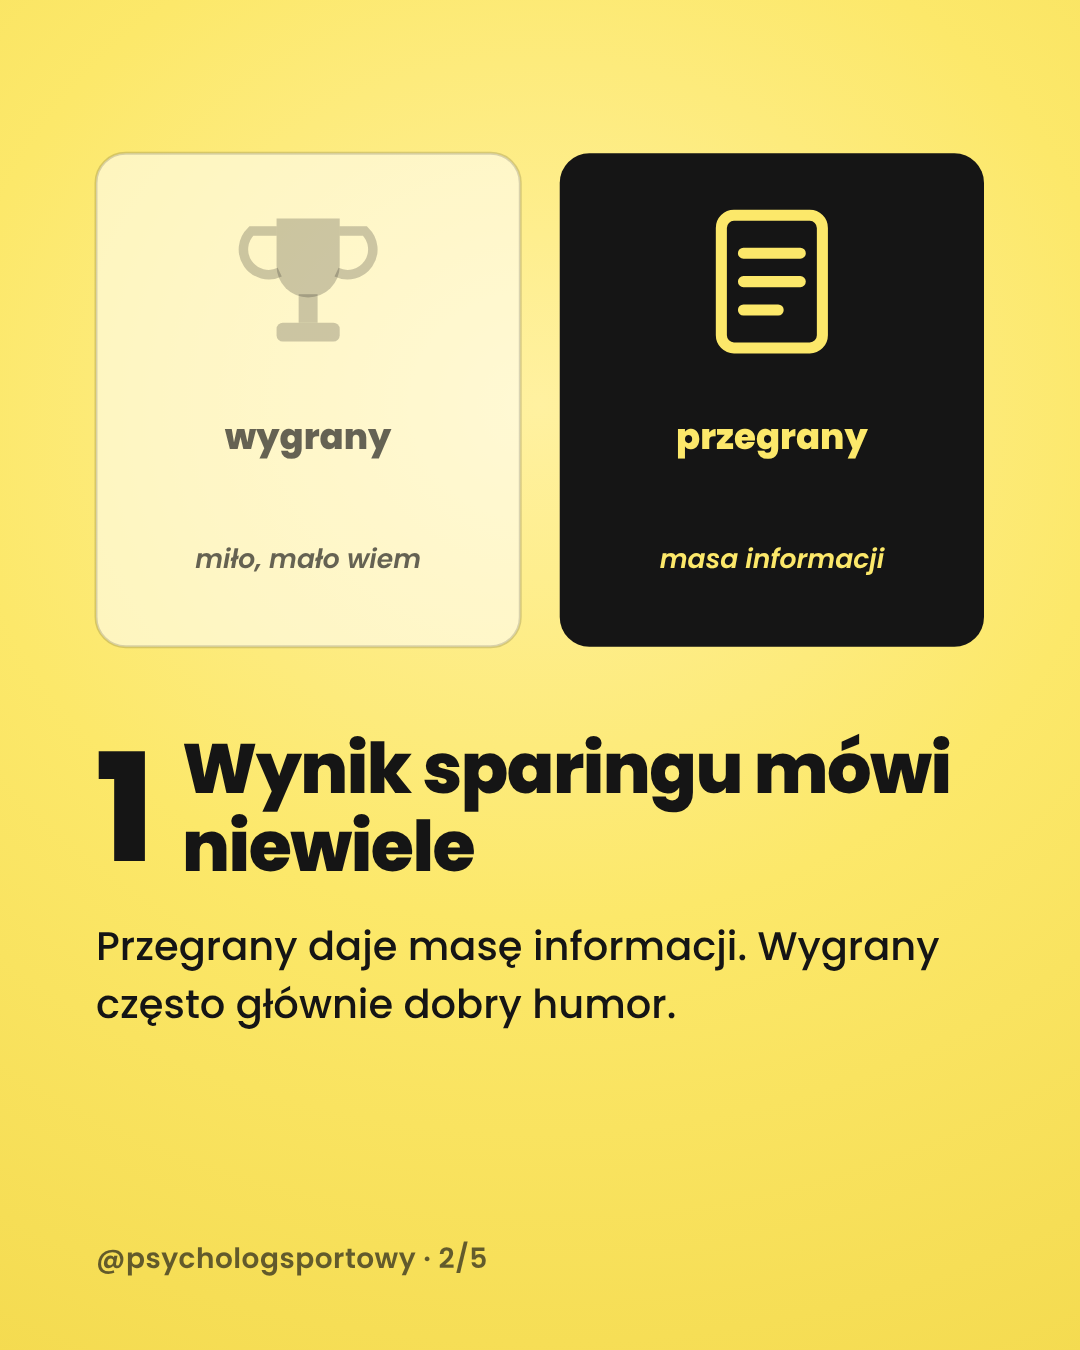 wygrany
miło, mało wiem
przegrany
masa informacji
1 Wynik sparingu mówi
niewiele
Przegrany daje masę informacji. Wygrany
często głównie dobry humor.
@psychologsportowy · 2/5